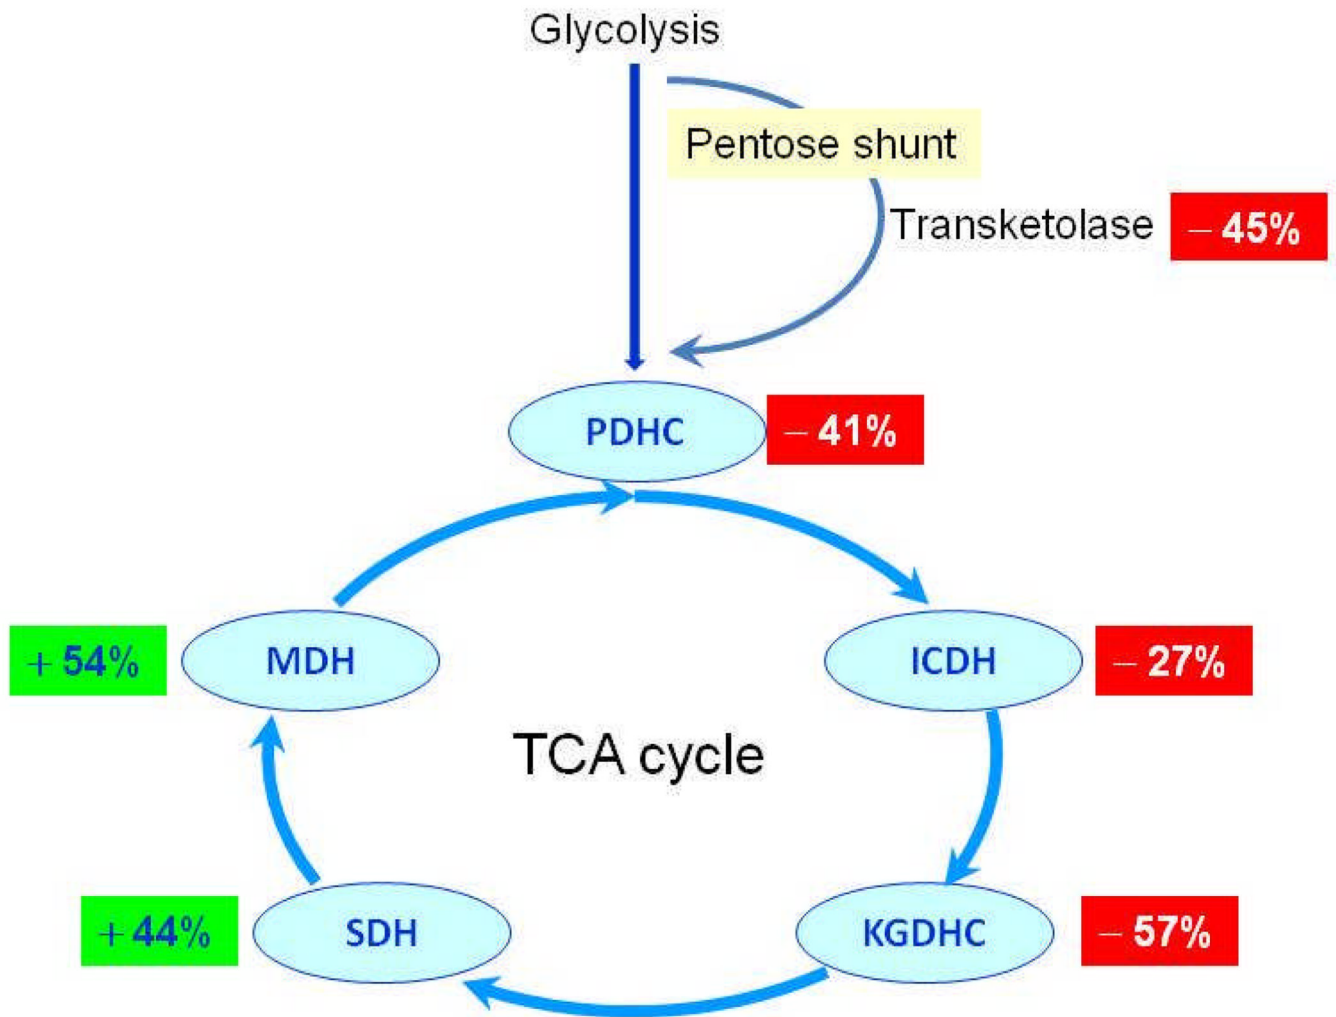 Glycolysis
Pentose shunt
Transketolase
– 45%
PDHC
– 41%
+ 54%
MDH
ICDH
– 27%
TCA cycle
+ 44%
SDH
KGDHC
– 57%